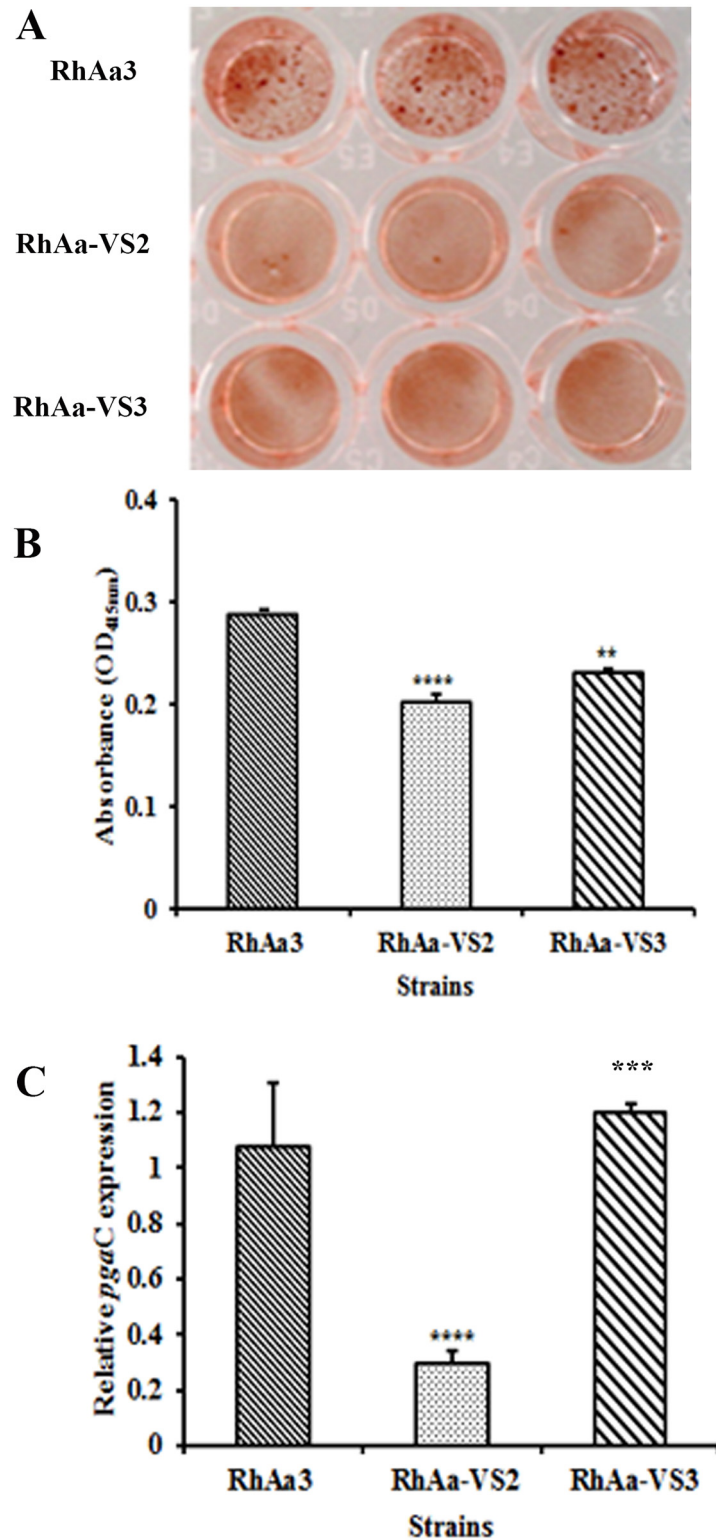 A
RhAa3
RhAa-VS2
RhAa-VS3
B
Absorbance (OD415nm)
0.4
0.3
0.2
0.1
0
****
**
RhAa3
RhAa-VS2
RhAa-VS3
Strains
C
Relative pgaC expression
1.4
1.2
1
0.8
0.6
0.4
0.2
0
****
***
RhAa3
RhAa-VS2
RhAa-VS3
Strains